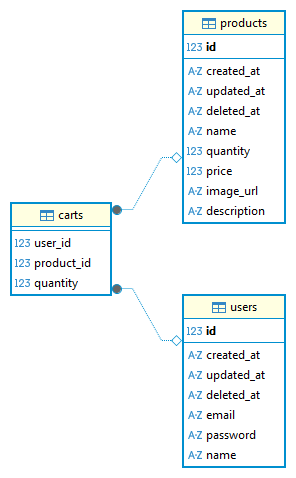 products
123 id
A-Z created_at
A-Z updated_at
A-Z deleted_at
A-Z name
123 quantity
123 price
A-Z image_url
A-Z description
carts
123 user_id
123 product_id
123 quantity
users
123 id
A-Z created_at
A-Z updated_at
A-Z deleted_at
A-Z email
A-Z password
A-Z name